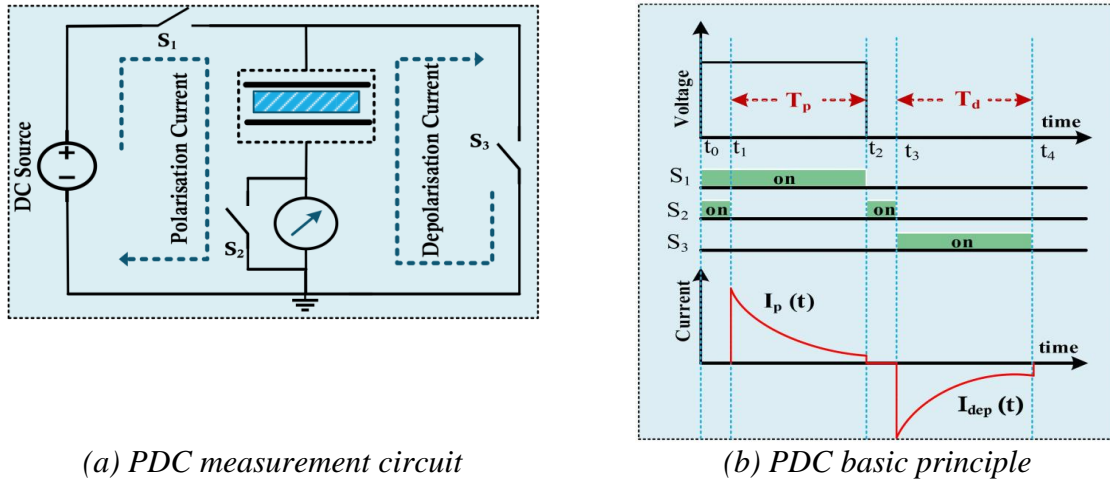 S1
DC Source
Polarisation Current
S2
Depolarisation Current
S3
(a) PDC measurement circuit
Voltage
Tp
Td
time
t0 t1 t2 t3 t4
S1 on
S2 on on
S3 on
Current
Ip (t)
time
Idep (t)
(b) PDC basic principle